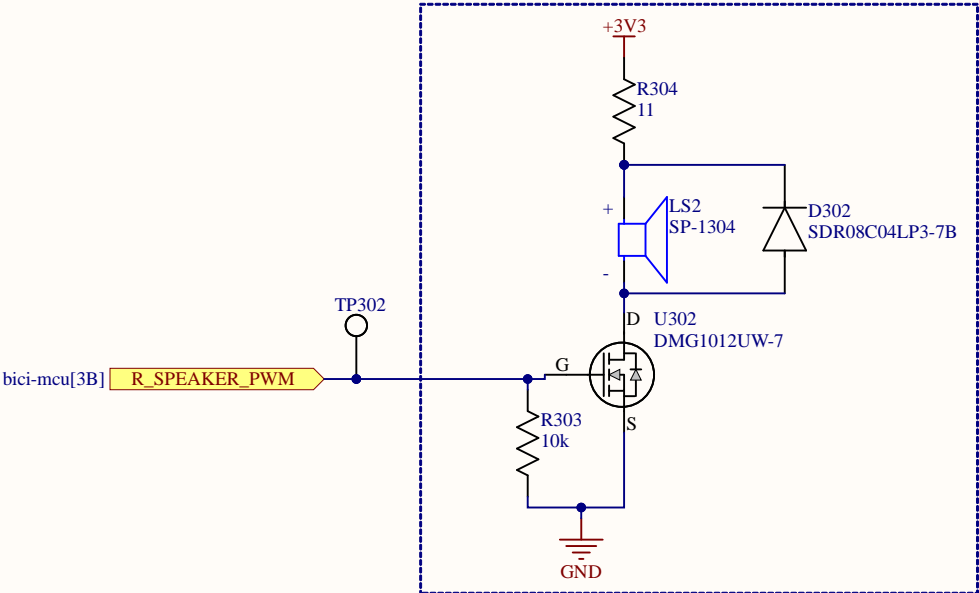 +3V3
R304
11
+
LS2
SP-1304
D302
SDR08C04LP3-7B
-
TP302
D
U302
DMG1012UW-7
G
bici-mcu[3B]
R_SPEAKER_PWM
R303
10k
S
GND